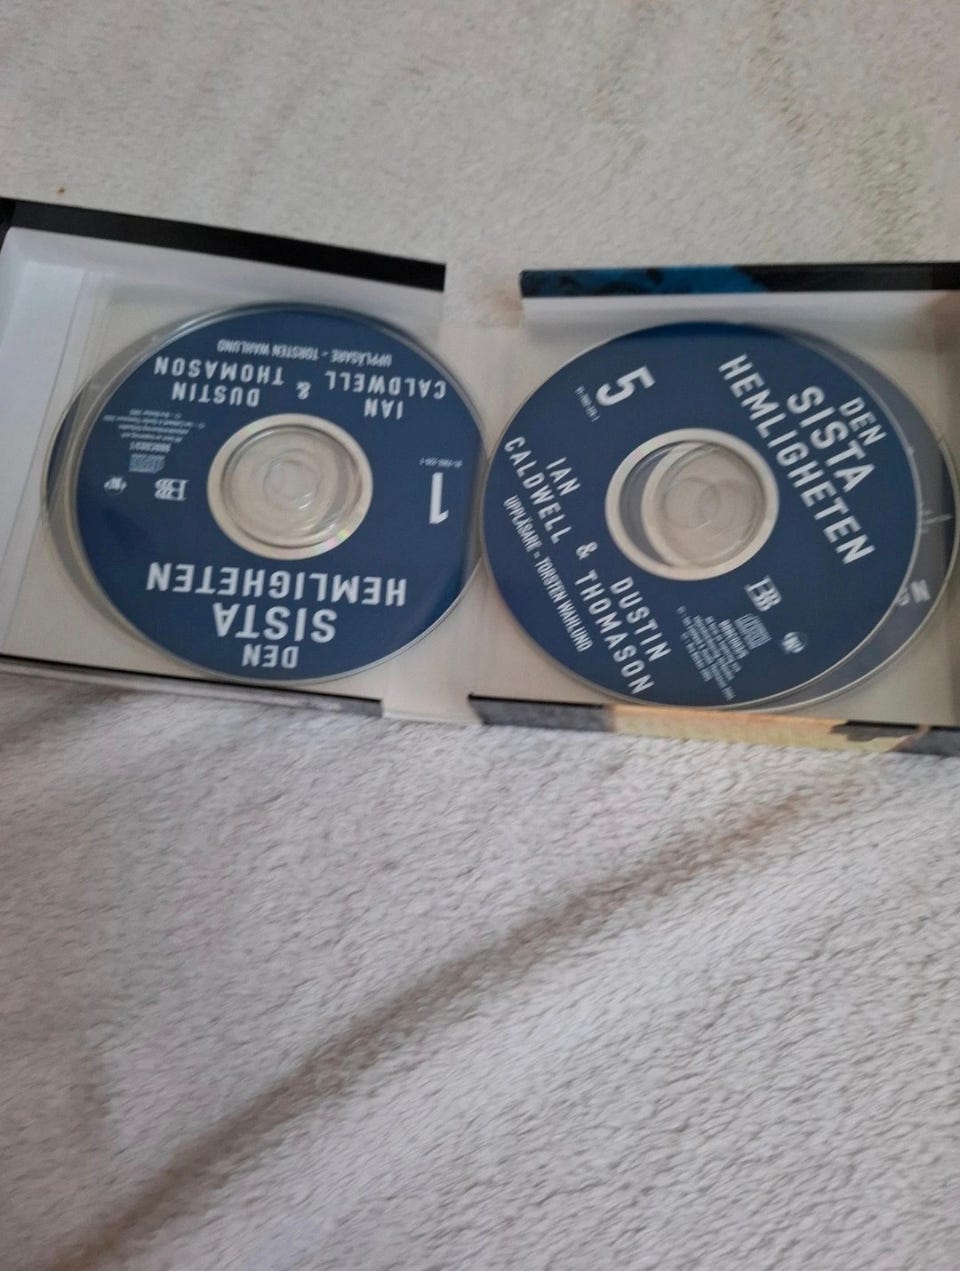 DEN
SISTA
HEMLIGHETEN
1
IAN
CALDWELL
&
DUSTIN
THOMASON
UPPLÄSARE = TORSTEN WAHLUND
DEN
SISTA
HEMLIGHETEN
5
IAN
CALDWELL
&
DUSTIN
THOMASON
UPPLÄSARE = TORSTEN WAHLUND